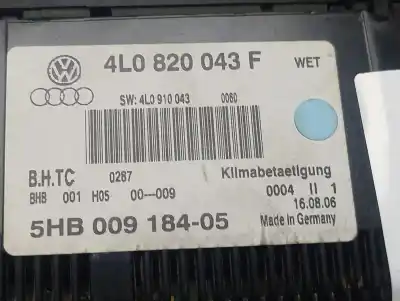 4L0 820 043 F WET
SW: 4L0 910 043 0060
B.H.TC 0287 Klimabetaetigung
BHB 001 H05 00—009 0004 II 1
16.08.06
5HB 009 184-05 Made in Germany